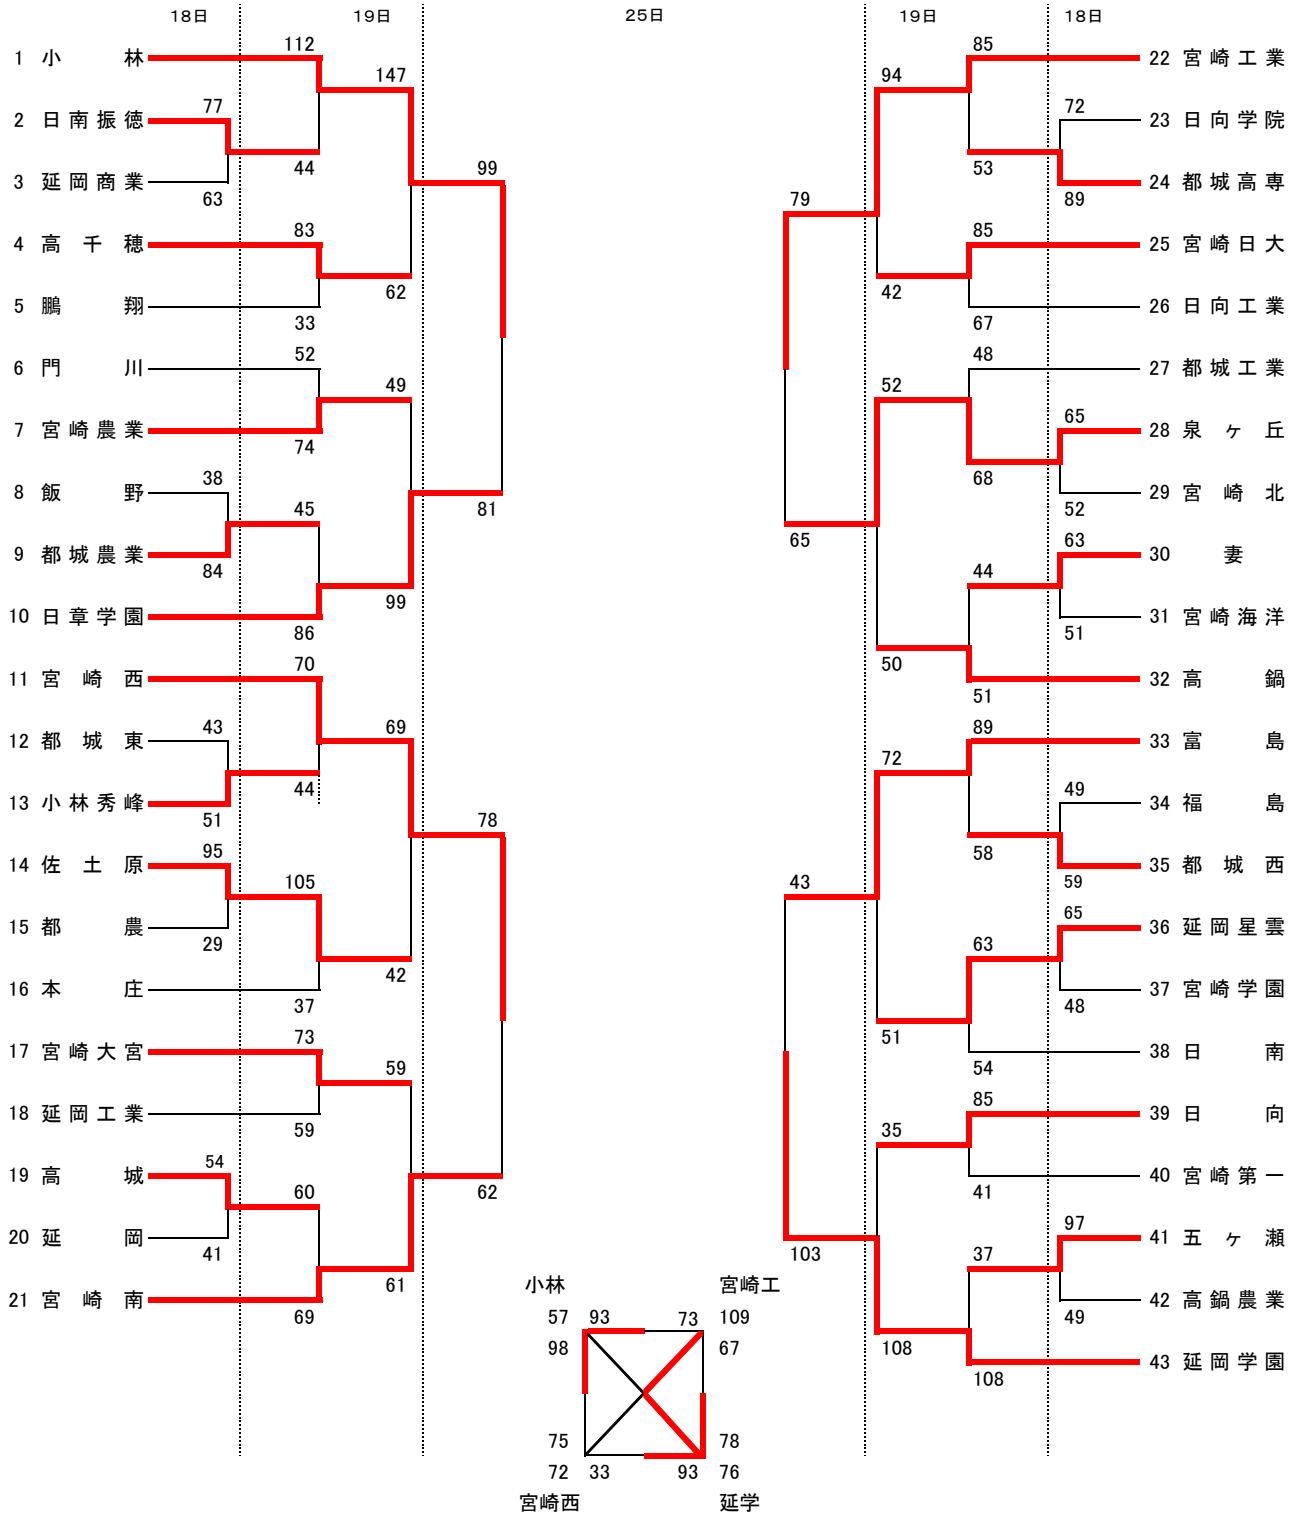 18日 19日 25日 19日 18日
112 85
1 小林 22 宮崎工業
147 94
77 72
2 日南振徳 23 日向学院
44 99 53
3 延岡商業 24 都城高専
63 79 89
83 85
4 高千穂 25 宮崎日大
62 42
5 鵬翔 26 日向工業
33 67
52 48
6 門川 27 都城工業
49 52
74 65
7 宮崎農業 28 泉ヶ丘
38 68
8 飯野 29 宮崎北
45 81 52
65 63
9 都城農業 30 妻
84 44
99
10 日章学園 31 宮崎海洋
86 51
70 50
11 宮崎西 32 高鍋
51
43 69 89
12 都城東 33 富島
72
44
13 小林秀峰 34 福島 49
51 78
95 58
14 佐土原 35 都城西
105 43 59
65
15 都農 36 延岡星雲
29 63
42
16 本庄 37 宮崎学園
37 48
73 51
17 宮崎大宮 38 日南
59 54
85
18 延岡工業 39 日向
59 35
54
19 高城 40 宮崎第一
60 62 41
97
20 延岡 41 五ヶ瀬
41 103 37
61
小林 宮崎工
21 宮崎南 42 高鍋農業
69 57 93 73 109 49
98 67 108
43 延岡学園
108
75 78
72 33 93 76
宮崎西 延学